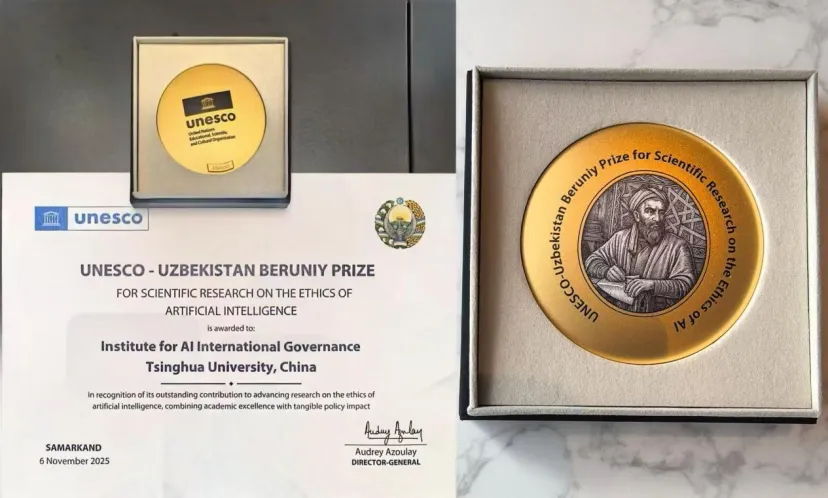 unesco
United Nations
Educational, Scientific
and Cultural Organization
unesco
UNESCO - UZBEKISTAN BERUNIY PRIZE
FOR SCIENTIFIC RESEARCH ON THE ETHICS OF
ARTIFICIAL INTELLIGENCE
is awarded to:
Institute for AI International Governance
Tsinghua University, China
In recognition of its outstanding contribution to advancing research on the ethics of
artificial intelligence, combining academic excellence with tangible policy impact
SAMARKAND
6 November 2025
Audrey Azoulay
Audrey Azoulay
DIRECTOR-GENERAL
UNESCO-Uzbekistan Beruniy Prize for Scientific Research on the Ethics of AI